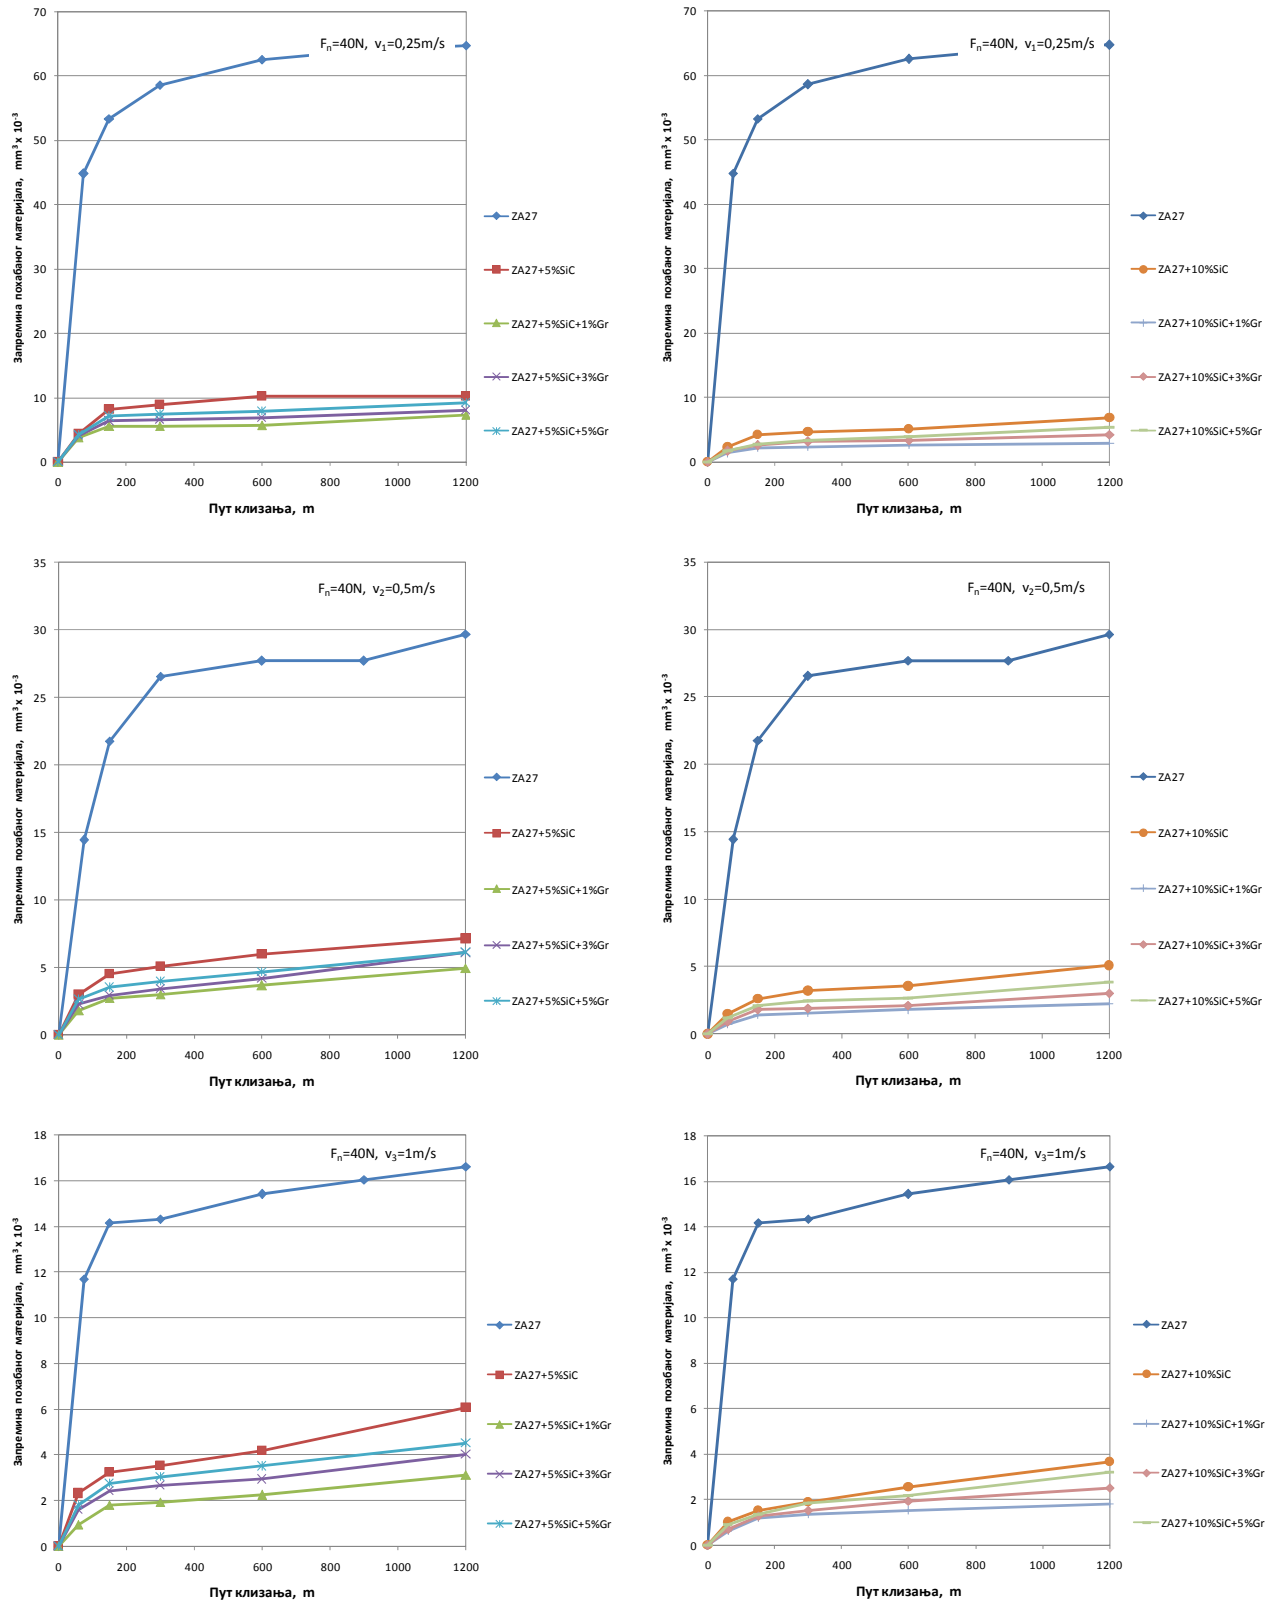 Запремина похабаног материјала, mm³ x 10⁻³
70
60
50
40
30
20
10
0
Fₙ=40N, v₁=0,25m/s
0 200 400 600 800 1000 1200
Пут клизања, m
ZA27
ZA27+5%SiC
ZA27+5%SiC+1%Gr
ZA27+5%SiC+3%Gr
ZA27+5%SiC+5%Gr
Запремина похабаног материјала, mm³ x 10⁻³
70
60
50
40
30
20
10
0
Fₙ=40N, v₁=0,25m/s
0 200 400 600 800 1000 1200
Пут клизања, m
ZA27
ZA27+10%SiC
ZA27+10%SiC+1%Gr
ZA27+10%SiC+3%Gr
ZA27+10%SiC+5%Gr
Запремина похабаног материјала, mm³ x 10⁻³
35
30
25
20
15
10
5
0
Fₙ=40N, v₂=0,5m/s
0 200 400 600 800 1000 1200
Пут клизања, m
ZA27
ZA27+5%SiC
ZA27+5%SiC+1%Gr
ZA27+5%SiC+3%Gr
ZA27+5%SiC+5%Gr
Запремина похабаног материјала, mm³ x 10⁻³
35
30
25
20
15
10
5
0
Fₙ=40N, v₂=0,5m/s
0 200 400 600 800 1000 1200
Пут клизања, m
ZA27
ZA27+10%SiC
ZA27+10%SiC+1%Gr
ZA27+10%SiC+3%Gr
ZA27+10%SiC+5%Gr
Запремина похабаног материјала, mm³ x 10⁻³
18
16
14
12
10
8
6
4
2
0
Fₙ=40N, v₃=1m/s
0 200 400 600 800 1000 1200
Пут клизања, m
ZA27
ZA27+5%SiC
ZA27+5%SiC+1%Gr
ZA27+5%SiC+3%Gr
ZA27+5%SiC+5%Gr
Запремина похабаног материјала, mm³ x 10⁻³
18
16
14
12
10
8
6
4
2
0
Fₙ=40N, v₃=1m/s
0 200 400 600 800 1000 1200
Пут клизања, m
ZA27
ZA27+10%SiC
ZA27+10%SiC+1%Gr
ZA27+10%SiC+3%Gr
ZA27+10%SiC+5%Gr